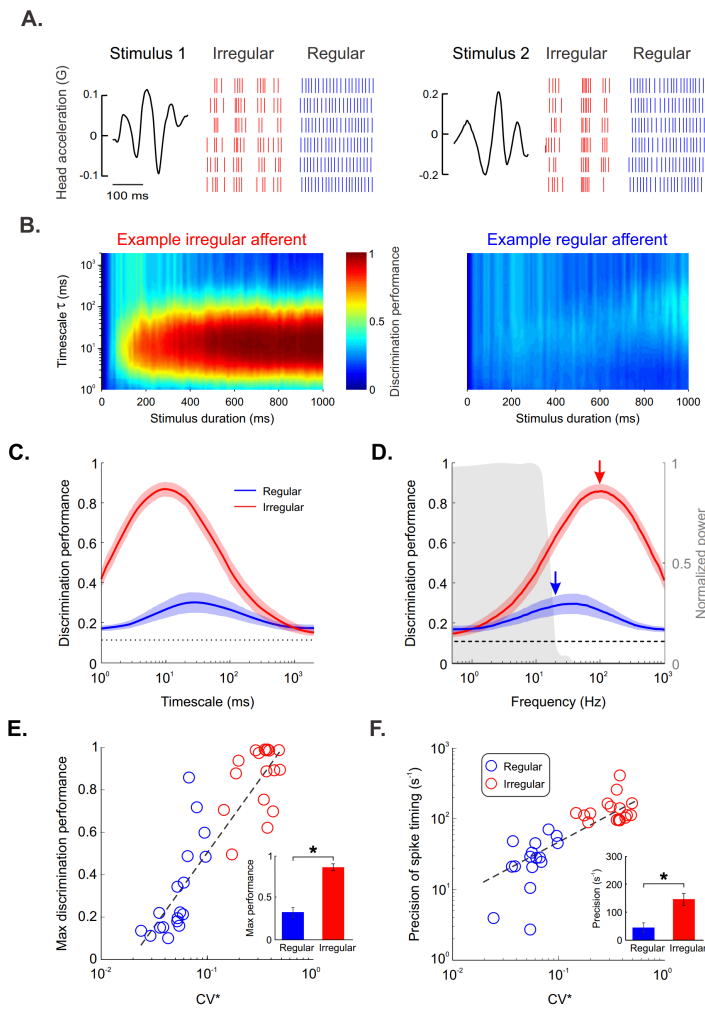 A.
Stimulus 1 Irregular Regular Stimulus 2 Irregular Regular
Head acceleration (G)
0.1 0.2
0 0
-0.1 -0.2
100 ms
B.
Example irregular afferent Example regular afferent
Timescale τ (ms)
10³
10²
10¹
10⁰
0 200 400 600 800 1000
Stimulus duration (ms)
1
0.5
0
Discrimination performance
0 200 400 600 800 1000
Stimulus duration (ms)
C.
Discrimination performance
1
0.8
0.6
0.4
0.2
0
Regular
Irregular
10⁰ 10¹ 10² 10³
Timescale (ms)
D.
Discrimination performance
1
0.8
0.6
0.4
0.2
0
1
0.5
0
Normalized power
10⁰ 10¹ 10² 10³
Frequency (Hz)
E.
Max discrimination performance
1
0.8
0.6
0.4
0.2
0
10⁻² 10⁻¹ 10⁰
CV*
Max performance
1
0.5
0
*
Regular Irregular
F.
Precision of spike timing (s⁻¹)
10³
10²
10¹
10⁰
Regular
Irregular
10⁻² 10⁻¹ 10⁰
CV*
Precision (s⁻¹)
300
200
100
0
*
Regular Irregular